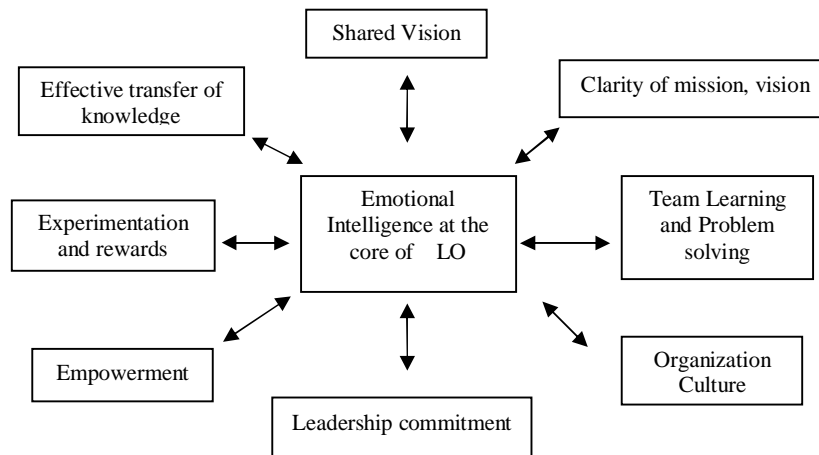 Shared Vision
Effective transfer of
knowledge
Clarity of mission, vision
Emotional
Intelligence at the
core of LO
Experimentation
and rewards
Team Learning
and Problem
solving
Empowerment
Organization
Culture
Leadership commitment